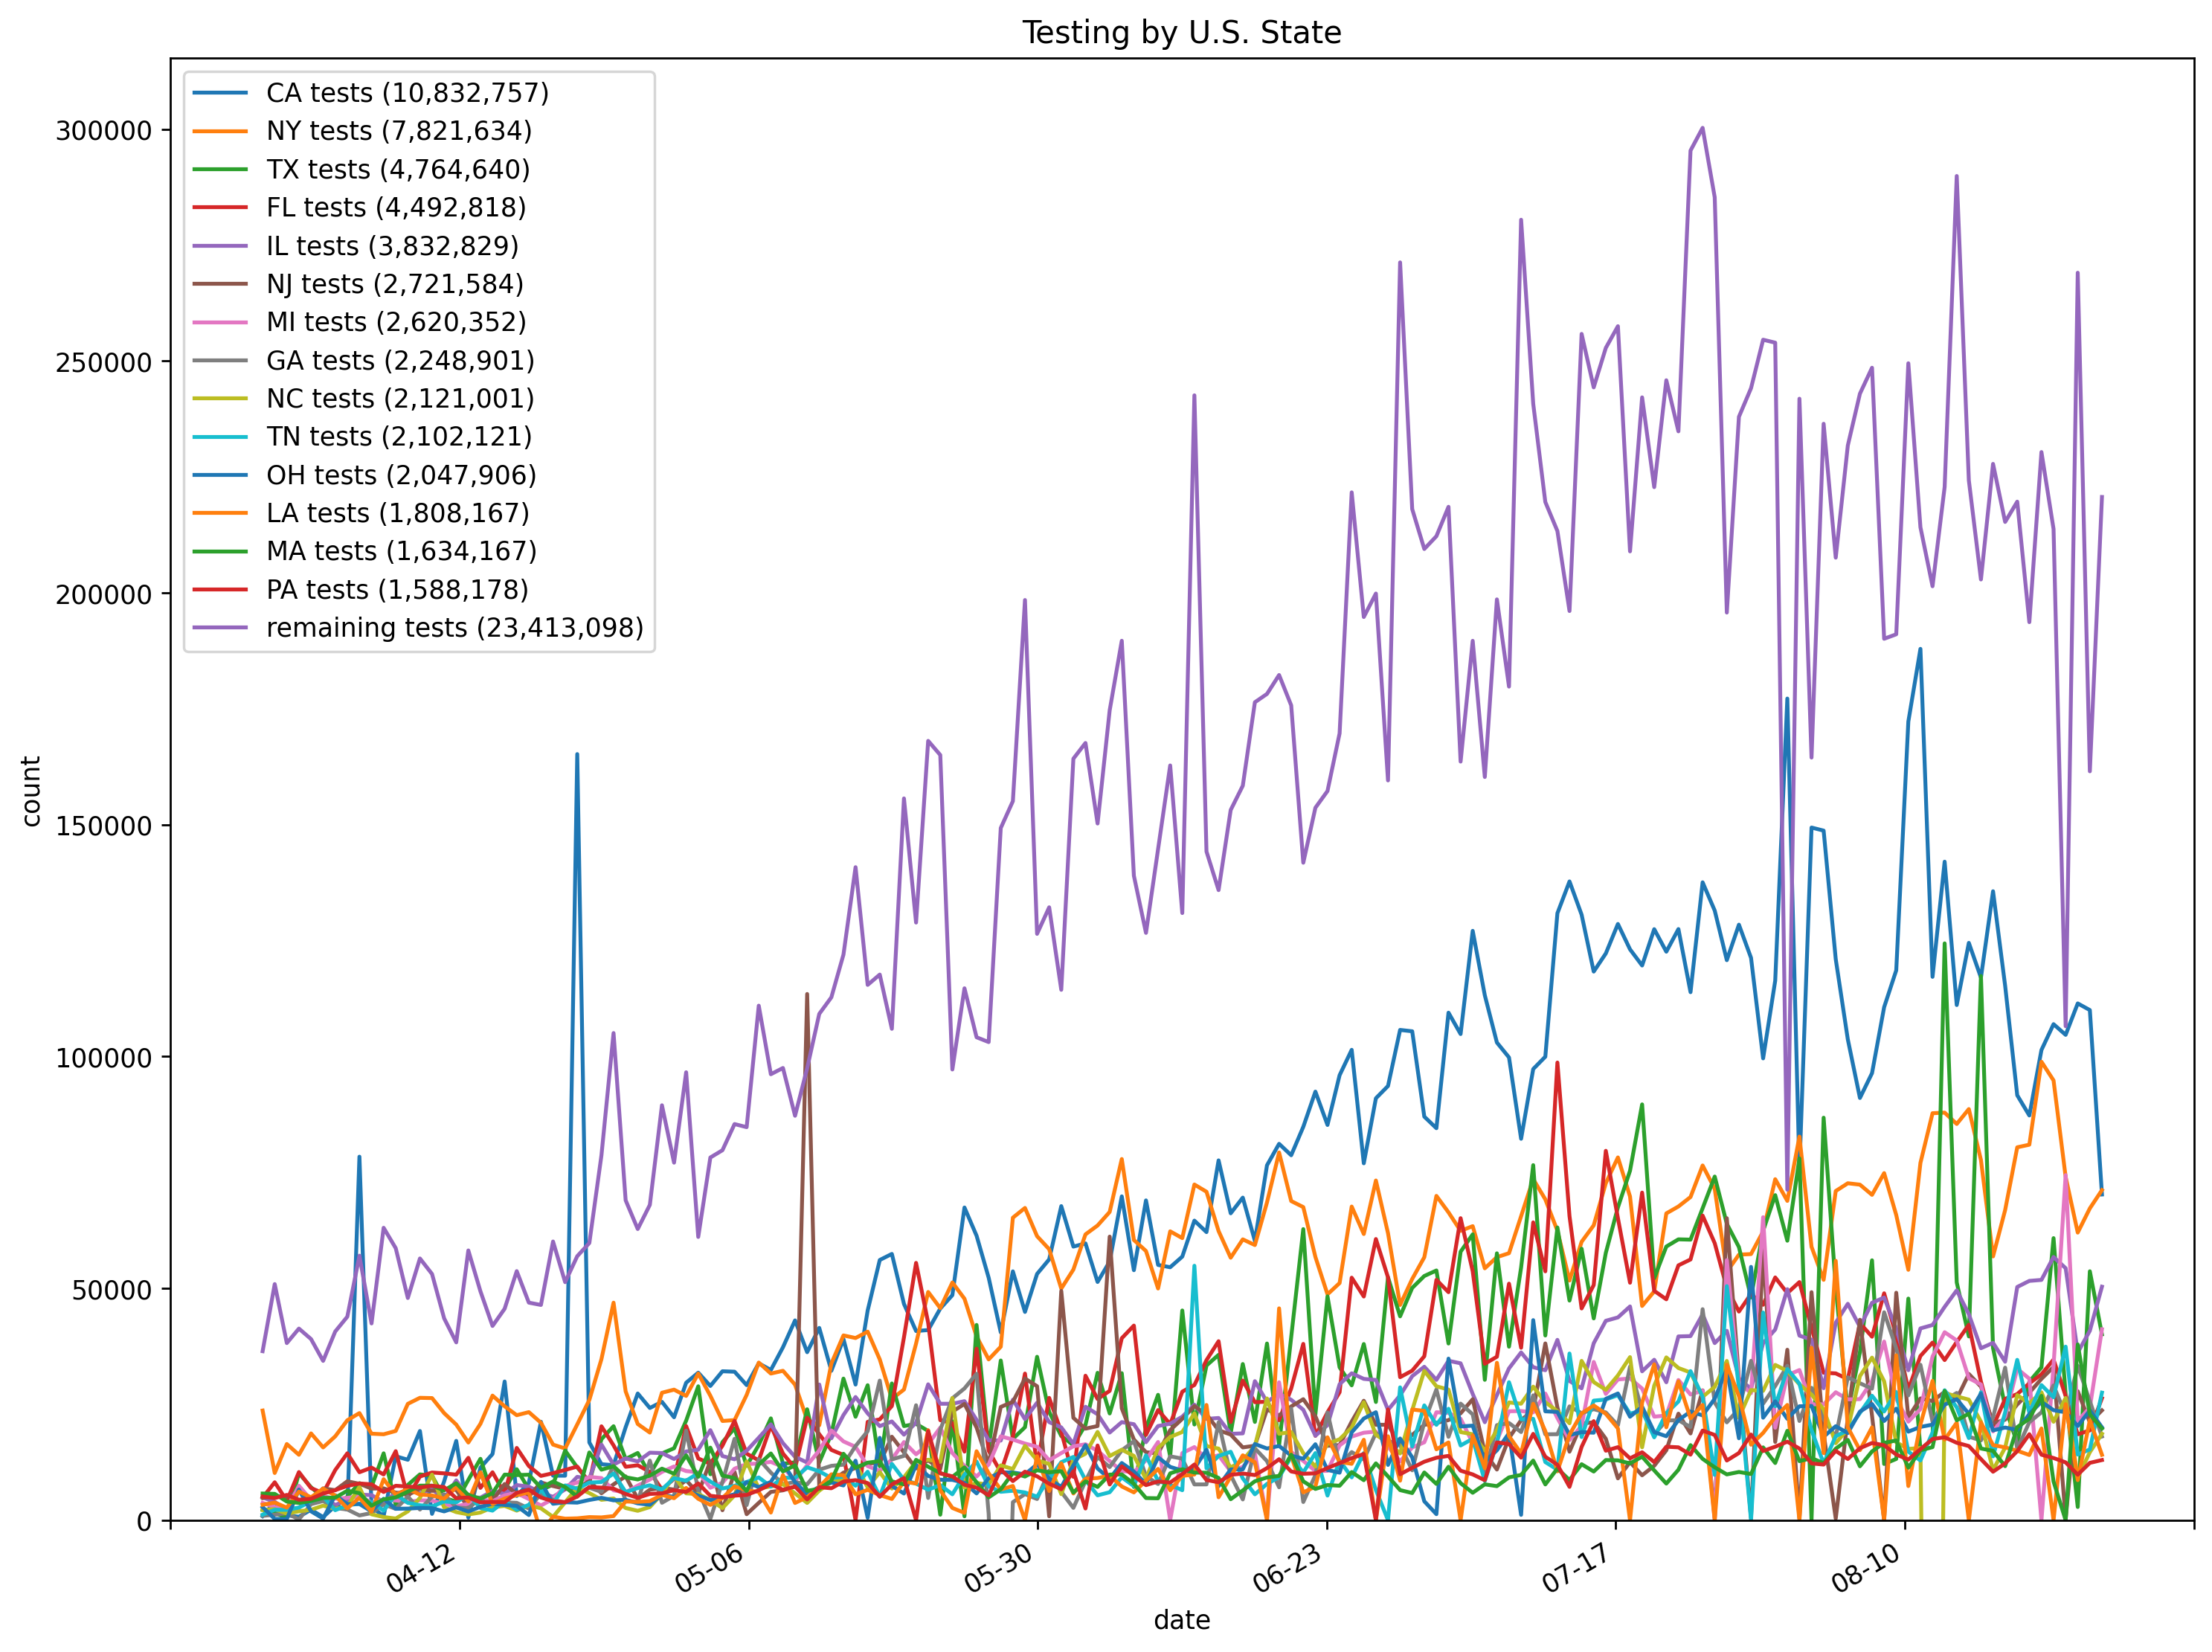 Testing by U.S. State
CA tests (10,832,757)
NY tests (7,821,634)
TX tests (4,764,640)
FL tests (4,492,818)
IL tests (3,832,829)
NJ tests (2,721,584)
MI tests (2,620,352)
GA tests (2,248,901)
NC tests (2,121,001)
TN tests (2,102,121)
OH tests (2,047,906)
LA tests (1,808,167)
MA tests (1,634,167)
PA tests (1,588,178)
remaining tests (23,413,098)
300000
250000
200000
150000
100000
50000
0
count
04-12
05-06
05-30
06-23
07-17
08-10
date